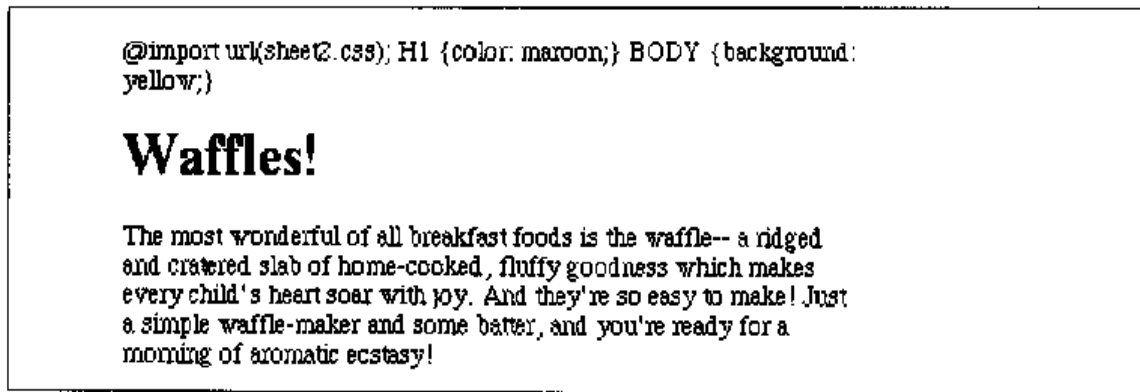 @import url(sheet2.css); H1 {color: maroon;} BODY {background:
yellow;}
Waffles!
The most wonderful of all breakfast foods is the waffle-- a ridged
and cratered slab of home-cooked, fluffy goodness which makes
every child's heart soar with joy. And they're so easy to make! Just
a simple waffle-maker and some batter, and you're ready for a
morning of aromatic ecstasy!